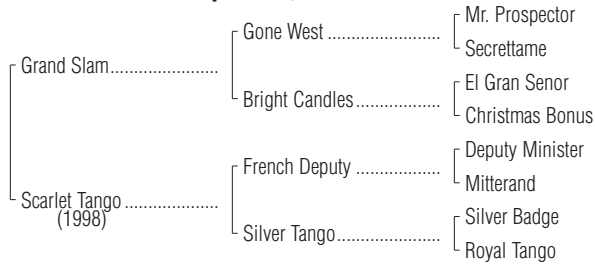 Mr. Prospector
Gone West ....................
Secrettame
Grand Slam.......................
El Gran Senor
Bright Candles..................
Christmas Bonus
Deputy Minister
French Deputy ..................
Mitterand
Scarlet Tango ....................
(1998)
Silver Badge
Silver Tango......................
Royal Tango